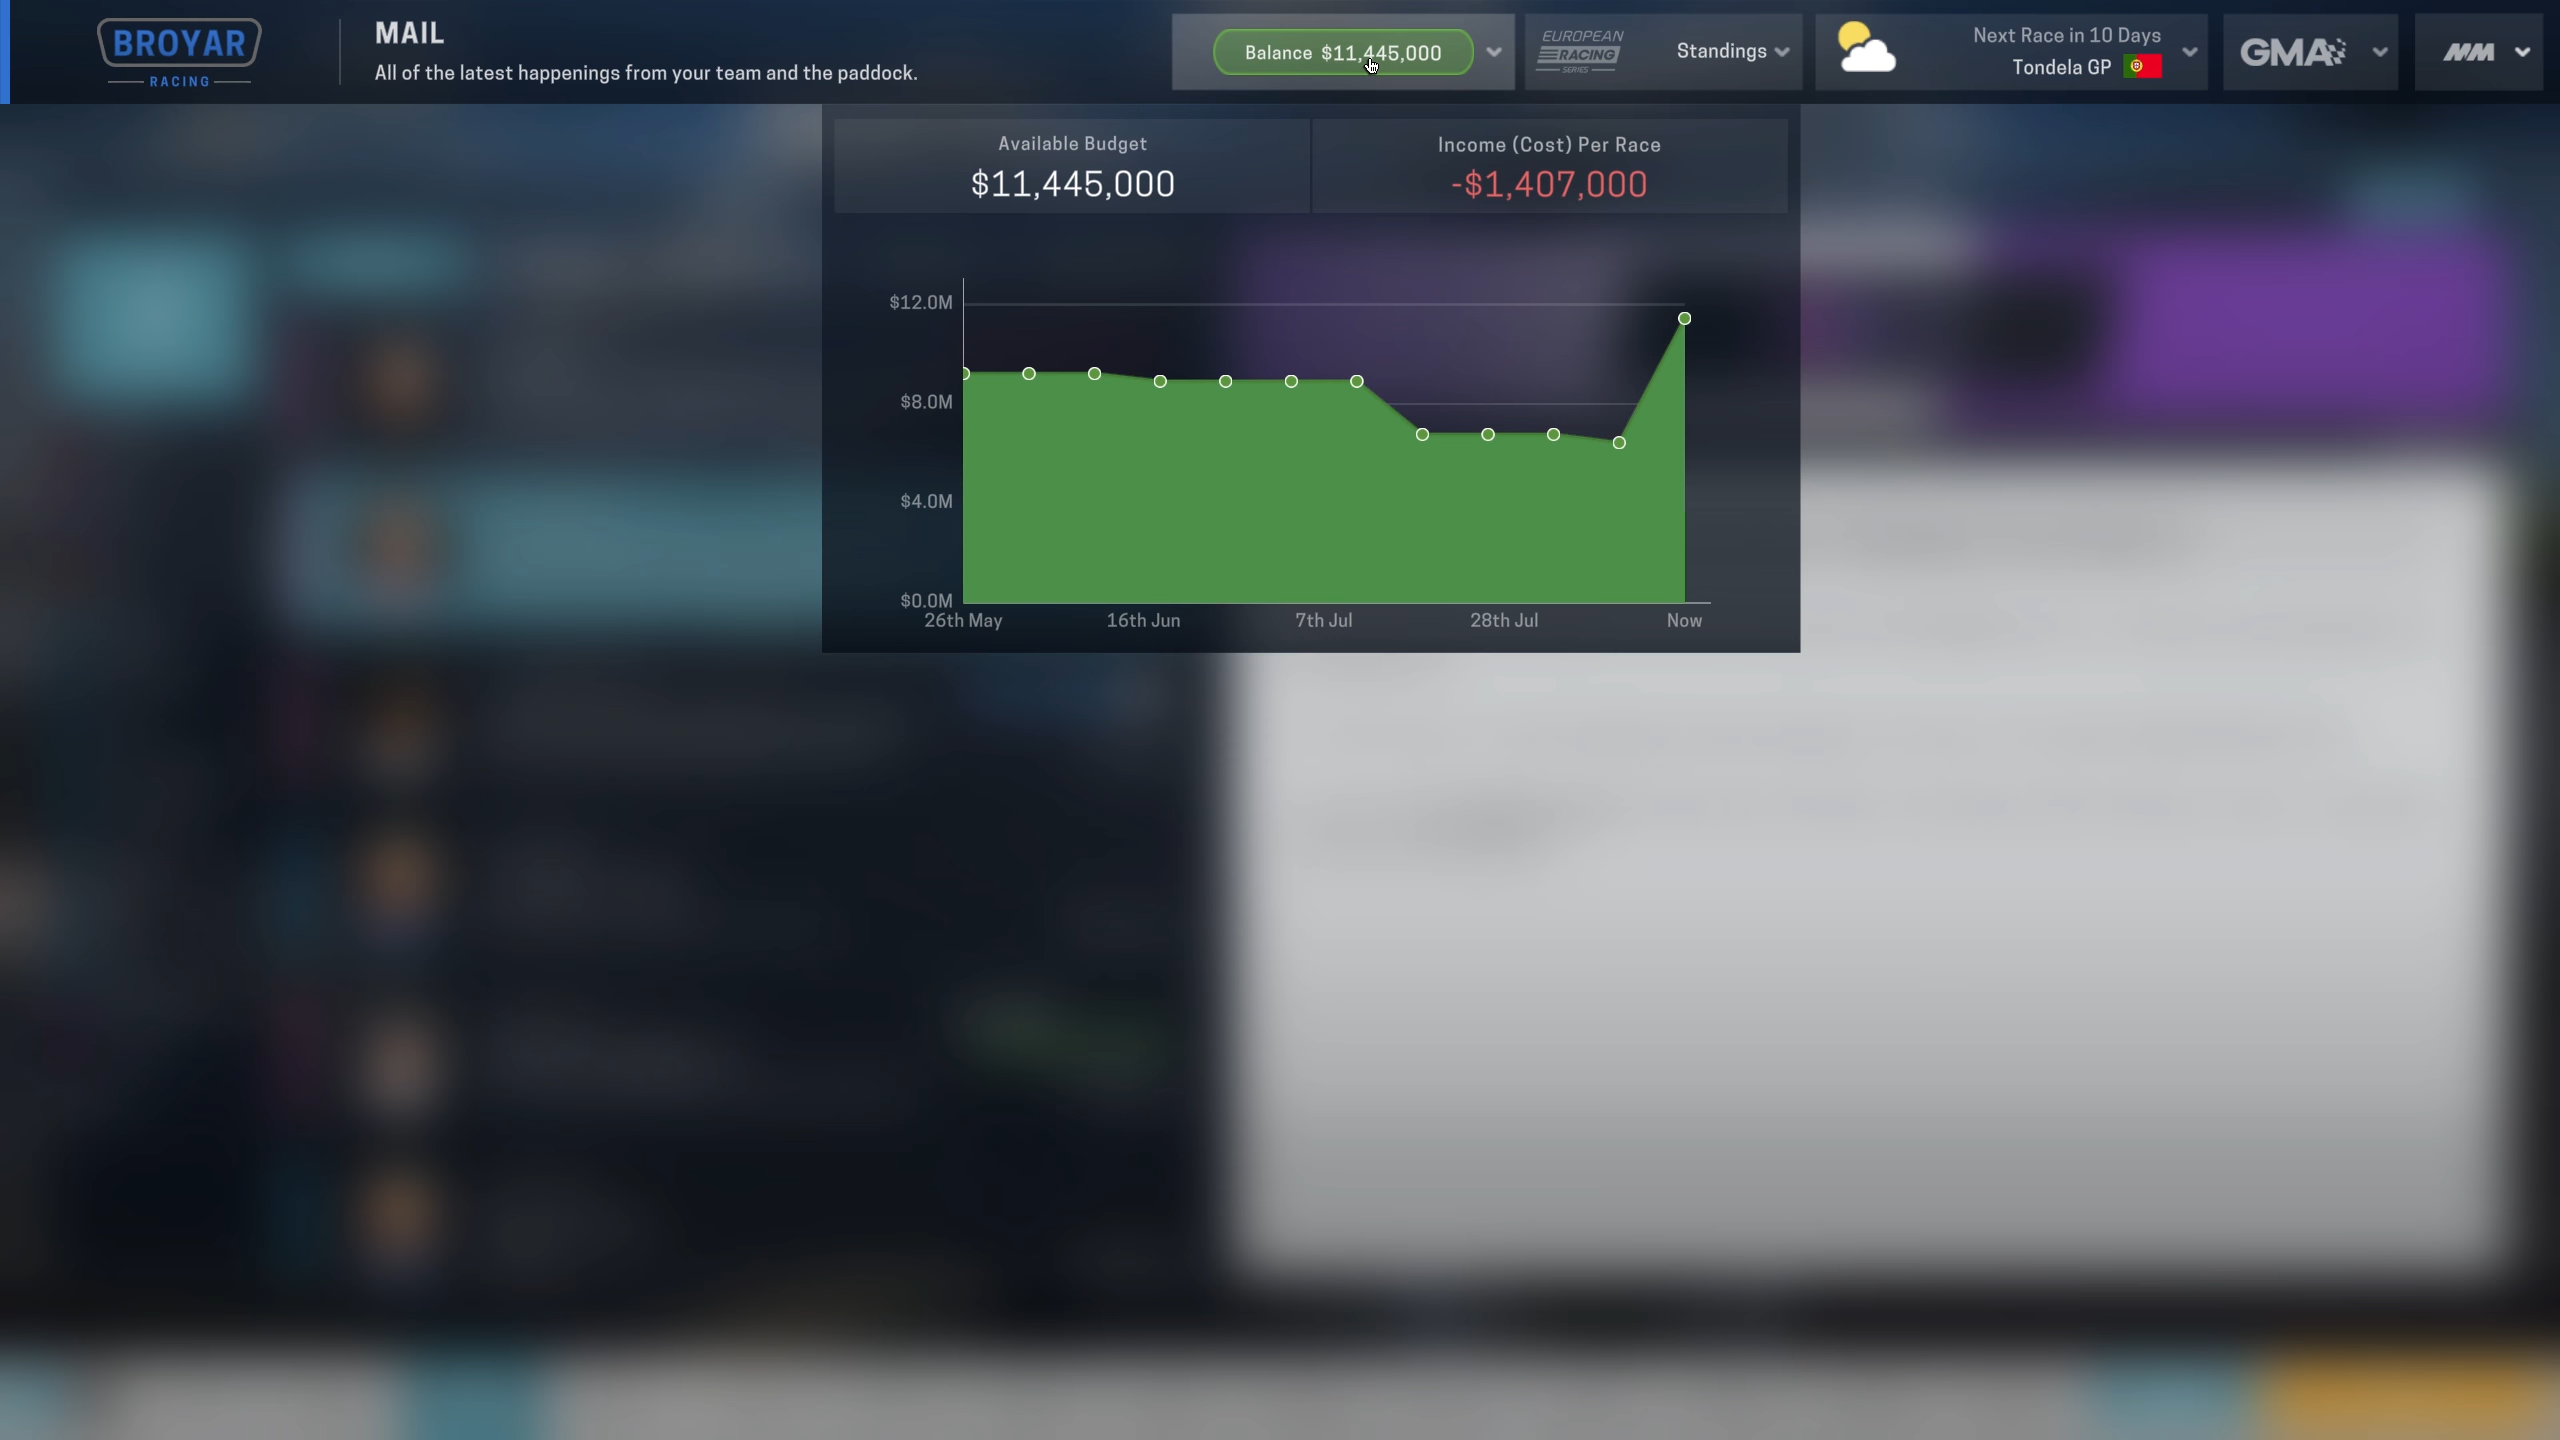 BROYAR
RACING
MAIL
All of the latest happenings from your team and the paddock.
Balance $11,445,000
EUROPEAN
RACING
SERIES
Standings
Next Race in 10 Days
Tondela GP
GMA
MM
Available Budget
$11,445,000
Income (Cost) Per Race
-$1,407,000
$12.0M
$8.0M
$4.0M
$0.0M
26th May
16th Jun
7th Jul
28th Jul
Now